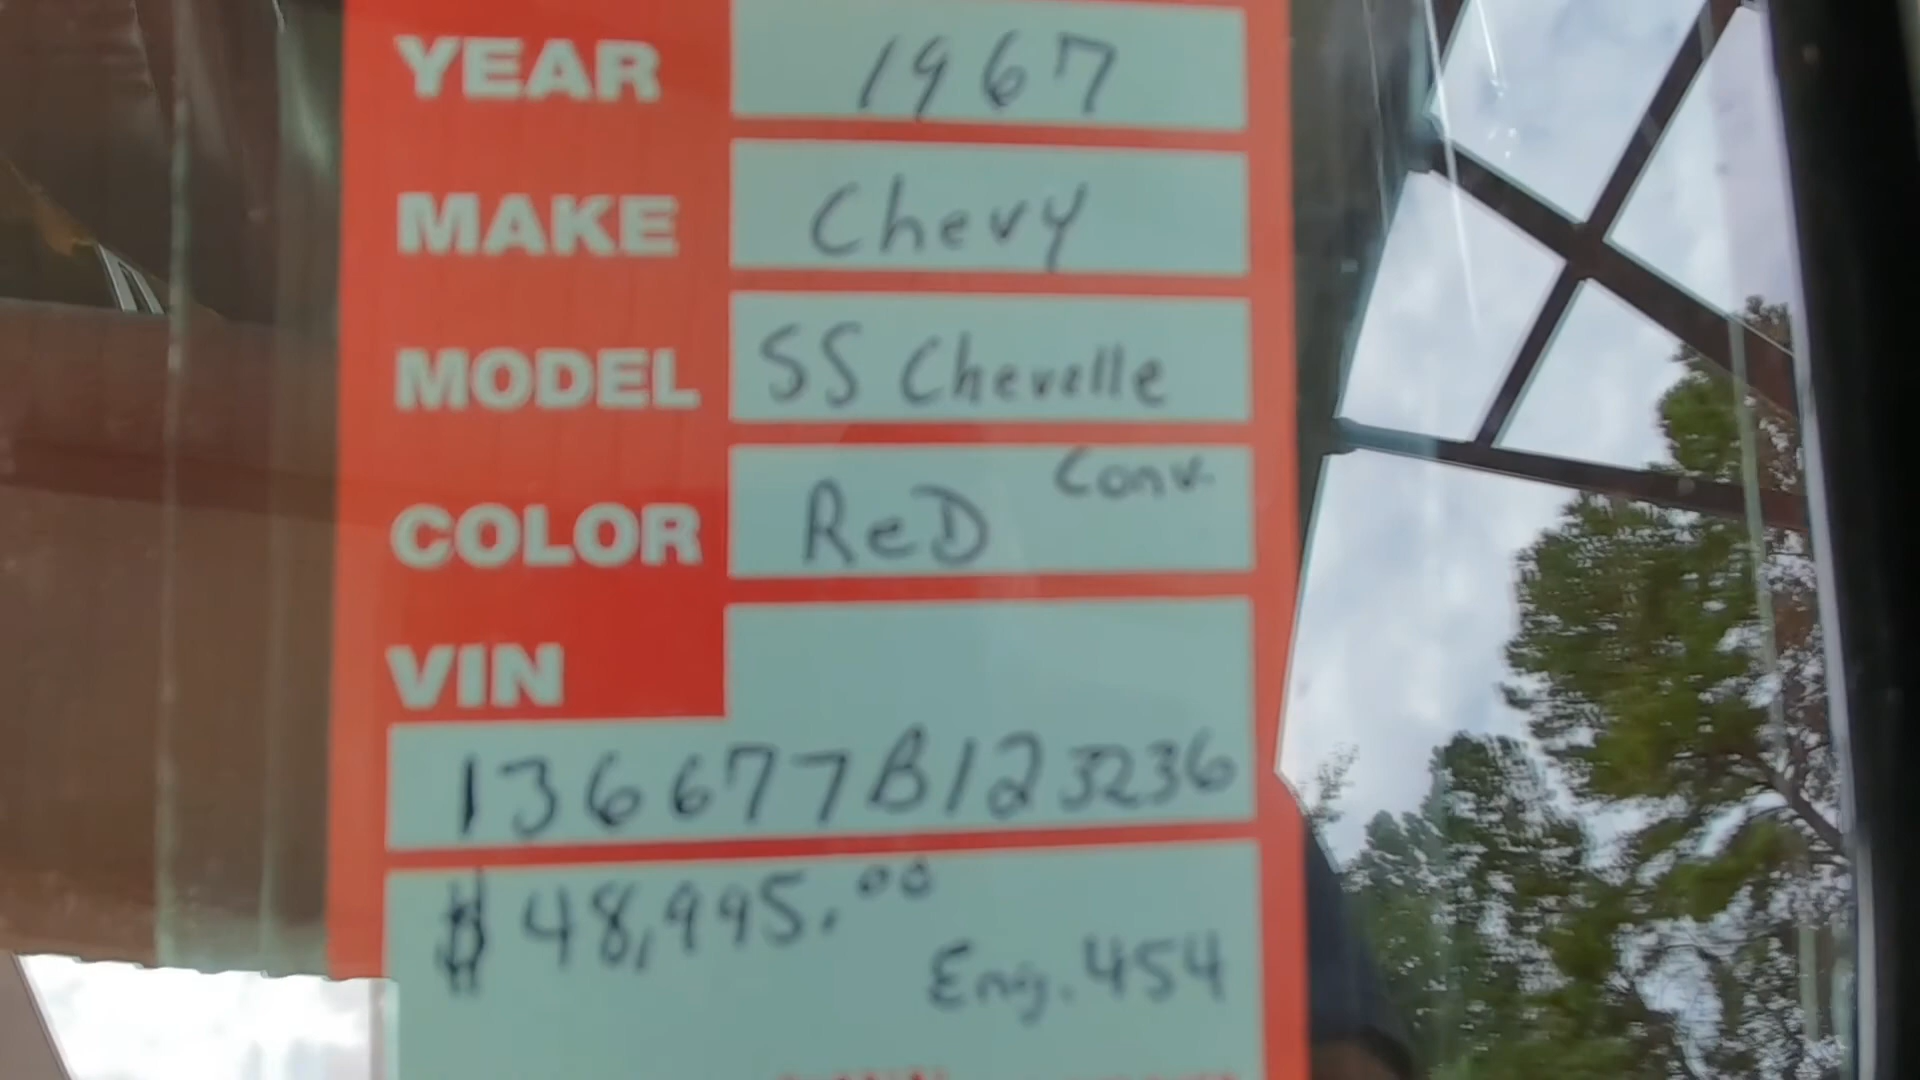 YEAR 1967
MAKE Chevy
MODEL SS Chevelle
COLOR ReD Conv.
VIN
136677B123236
$48,995.00
Eng. 454